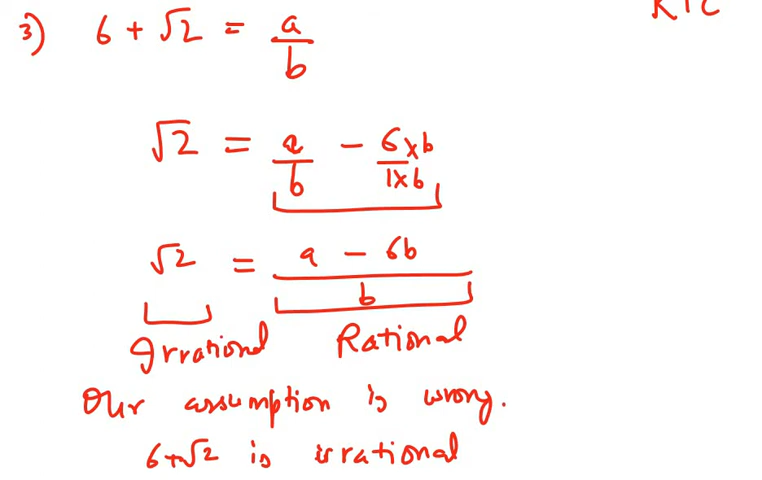 3) 6 + √2 = a/b
√2 = a/b - 6×b/1×b
√2 = a - 6b/b
Irrational Rational
Our assumption is wrong.
6+√2 is irrational